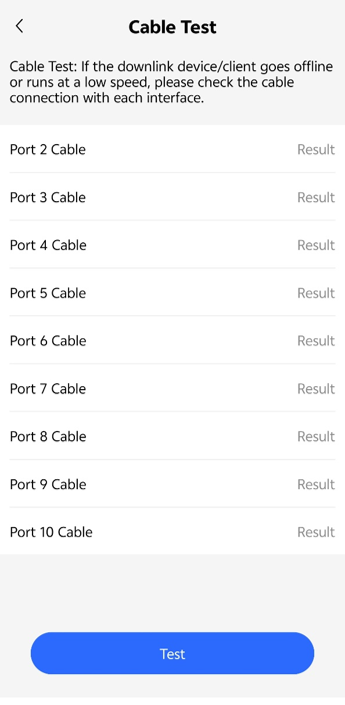 Cable Test
Cable Test: If the downlink device/client goes offline
or runs at a low speed, please check the cable
connection with each interface.
Port 2 Cable Result
Port 3 Cable Result
Port 4 Cable Result
Port 5 Cable Result
Port 6 Cable Result
Port 7 Cable Result
Port 8 Cable Result
Port 9 Cable Result
Port 10 Cable Result
Test